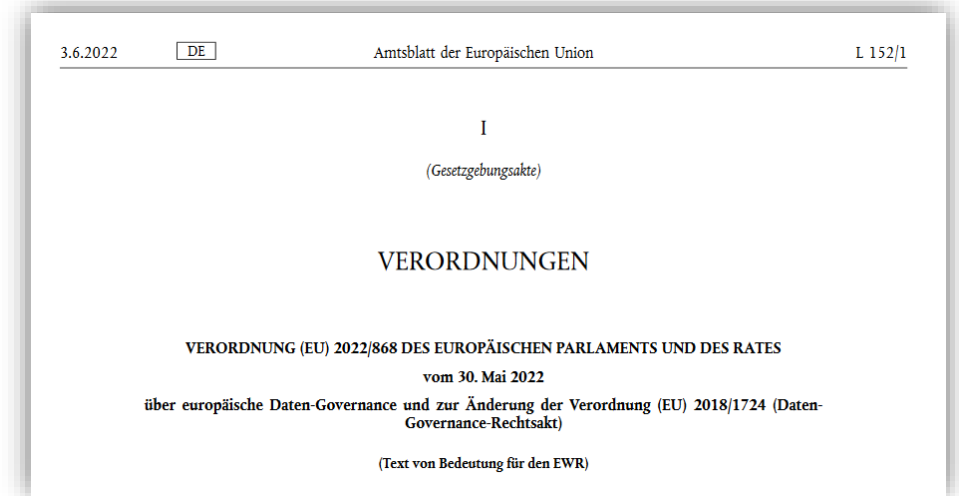 3.6.2022 DE Amtsblatt der Europäischen Union L 152/1
I
(Gesetzgebungsakte)
VERORDNUNGEN
VERORDNUNG (EU) 2022/868 DES EUROPÄISCHEN PARLAMENTS UND DES RATES
vom 30. Mai 2022
über europäische Daten-Governance und zur Änderung der Verordnung (EU) 2018/1724 (Daten-
Governance-Rechtsakt)
(Text von Bedeutung für den EWR)